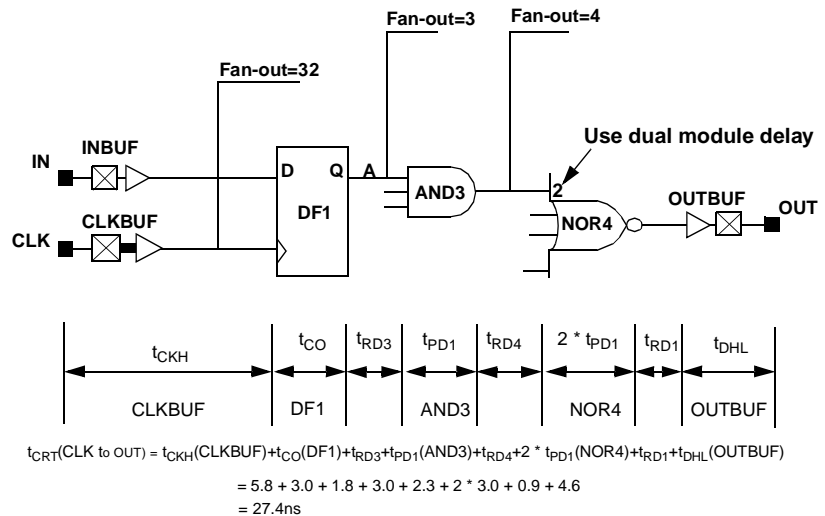 Fan-out=3
Fan-out=4
Fan-out=32
Use dual module delay
IN
INBUF
D
Q
A
AND3
2
OUTBUF
OUT
CLK
CLKBUF
DF1
NOR4
tCKH
tCO
tRD3
tPD1
tRD4
2 * tPD1
tRD1
tDHL
CLKBUF
DF1
AND3
NOR4
OUTBUF
tCRT(CLK to OUT) = tCKH(CLKBUF)+tCO(DF1)+tRD3+tPD1(AND3)+tRD4+2 * tPD1(NOR4)+tRD1+tDHL(OUTBUF)
= 5.8 + 3.0 + 1.8 + 3.0 + 2.3 + 2 * 3.0 + 0.9 + 4.6
= 27.4ns